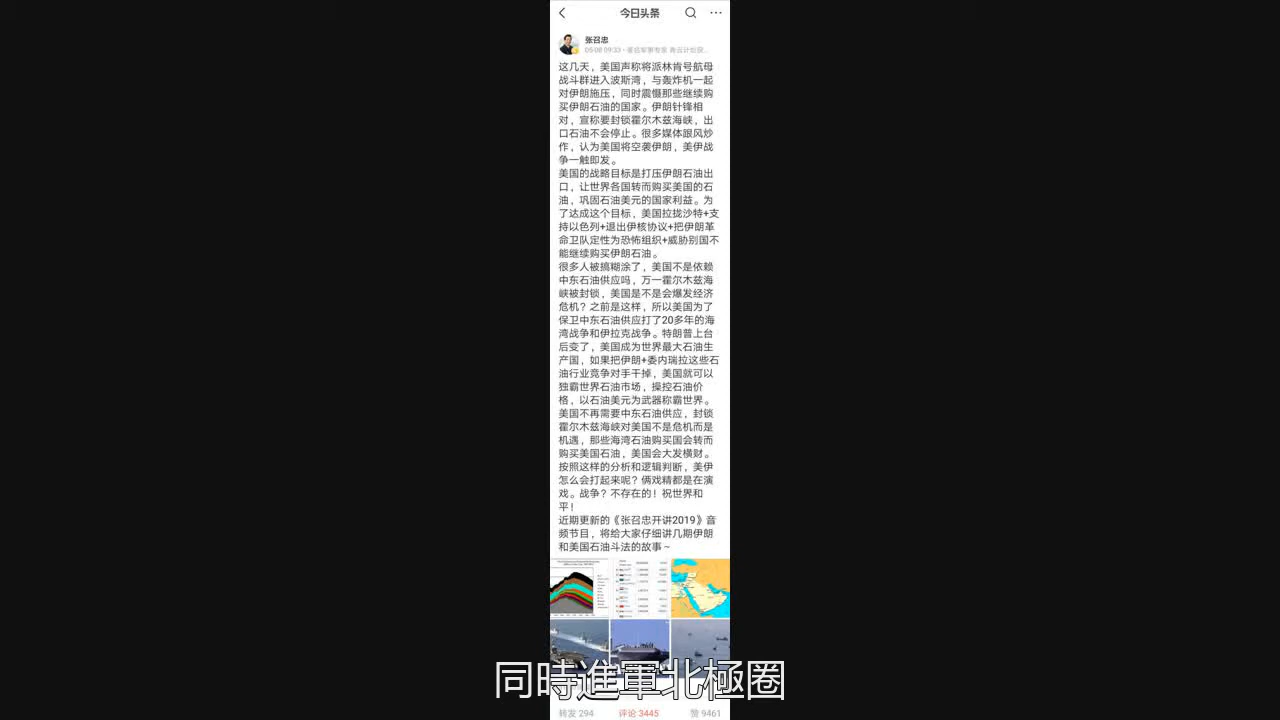 今日头条
张召忠
05-08 09:33
这几天，美国声称将派林肯号航母
战斗群进入波斯湾，与轰炸机一起
对伊朗施压，同时震慑那些继续购
买伊朗石油的国家。伊朗针锋相
对，宣称要封锁霍尔木兹海峡，出
口石油不会停止。很多媒体跟风炒
作，认为美国将空袭伊朗，美伊战
争一触即发。
美国的战略目标是打压伊朗石油出
口，让世界各国转而购买美国的石
油，巩固石油美元的国家利益。为
了达成这个目标，美国拉拢沙特+支
持以色列+退出伊核协议+把伊朗革
命卫队定性为恐怖组织+威胁别国不
能继续购买伊朗石油。
很多人被搞糊涂了，美国不是依赖
中东石油供应吗，万一霍尔木兹海
峡被封锁，美国是不是会爆发经济
危机？之前是这样，所以美国为了
保卫中东石油供应打了20多年的海
湾战争和伊拉克战争。特朗普上台
后变了，美国成为世界最大石油生
产国，如果把伊朗+委内瑞拉这些石
油行业竞争对手干掉，美国就可以
独霸世界石油市场，操控石油价
格，以石油美元为武器称霸世界。
美国不再需要中东石油供应，封锁
霍尔木兹海峡对美国不是危机而是
机遇，那些海湾石油购买国会转而
购买美国石油，美国会大发横财。
按照这样的分析和逻辑判断，美伊
怎么会打起来呢？俩戏精都是在演
戏。战争？不存在的！祝世界和
平！
近期更新的《张召忠开讲2019》音
频节目，将给大家仔细讲几期伊朗
和美国石油斗法的故事～
同時進軍北極圈
转发 294 评论 3445 赞 9461